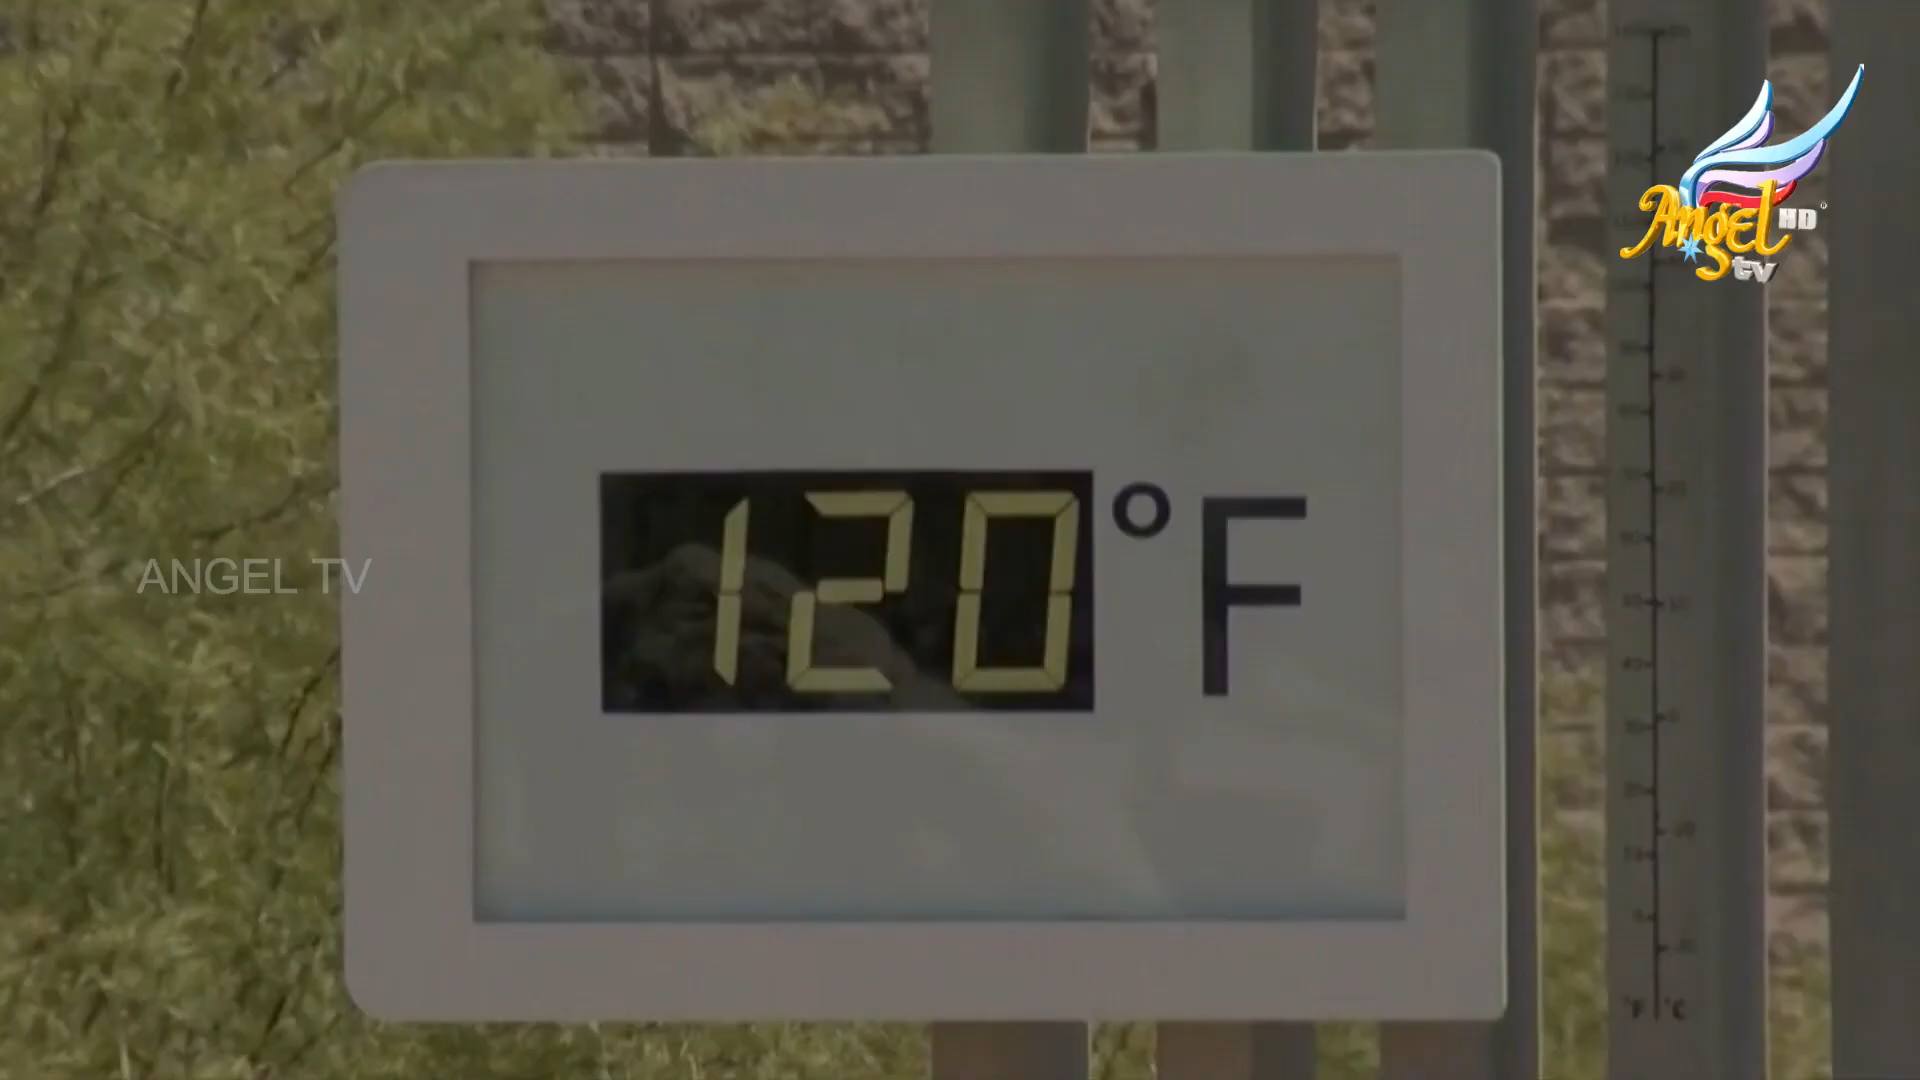 Angel HD
tv
120 °F
ANGEL TV
°F °C